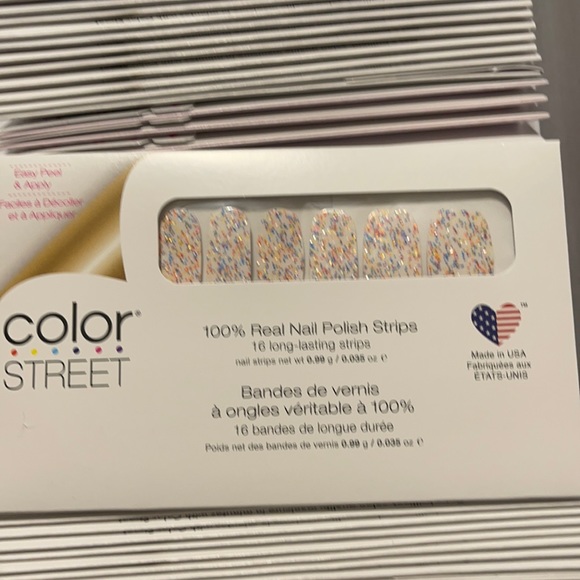 Easy Peel
& Apply
Faciles à Décoller
et à Appliquer
color®
STREET
100% Real Nail Polish Strips
16 long-lasting strips
nail strips net wt 0.99 g / 0.035 oz e
Bandes de vernis
à ongles véritable à 100%
16 bandes de longue durée
Poids net des bandes de vernis 0.99 g / 0.035 oz e
™
Made in USA
Fabriquées aux
ÉTATS-UNIS